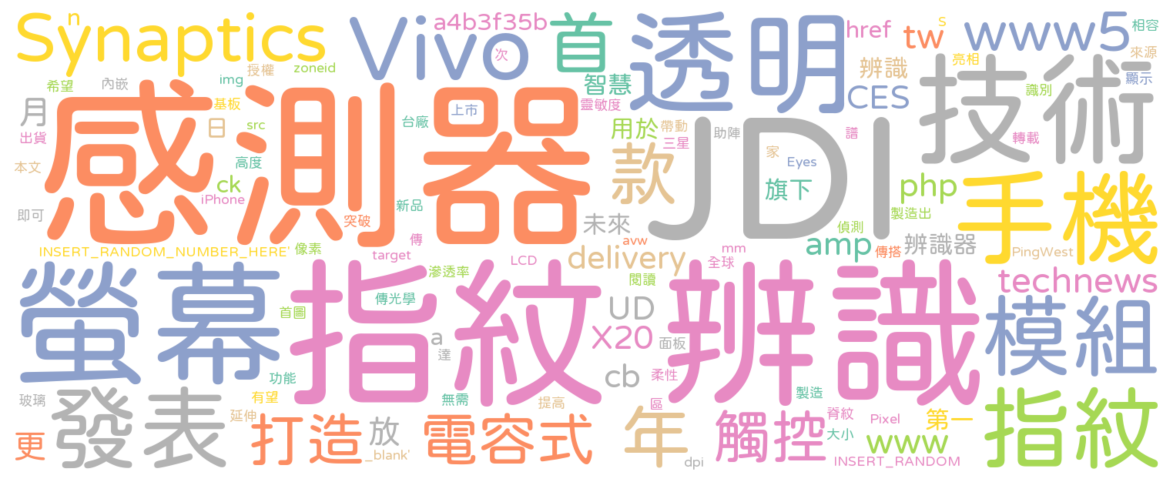 n
Synaptics
a4b3f35b
Vivo
次
首
透明
href
tw
s
www5
相容
來源
亮相
顯示
希望
內嵌
img
授權
zoneid
智慧
靈敏度
辨識
CES
識別
技術
月
出貨
基板
日
src
感測器
上市
台廠
用於
帶動
三星
助陣
譜
轉載
本文
高度
ck
iPhone
款
家
Eyes
JDI
旗下
php
手機
即可
突破
新品
未來
製造出
偵測
INSERT_RANDOM_NUMBER_HERE'
像素
傳
target
avw
delivery
mm
全球
amp
傳搭
辨識器
PingWest
LCD
滲透率
閱讀
technews
螢幕
指紋
辨識
首圖
傳光學
a
達
UD
X20
面板
模組
功能
cb
柔性
玻璃
發表
有望
無需
提高
區
製造
脊紋
Pixel
第一
指紋
延伸
更
打造
放
_blank'
電容式
年
dpi
觸控
大小
www
INSERT_RANDOM